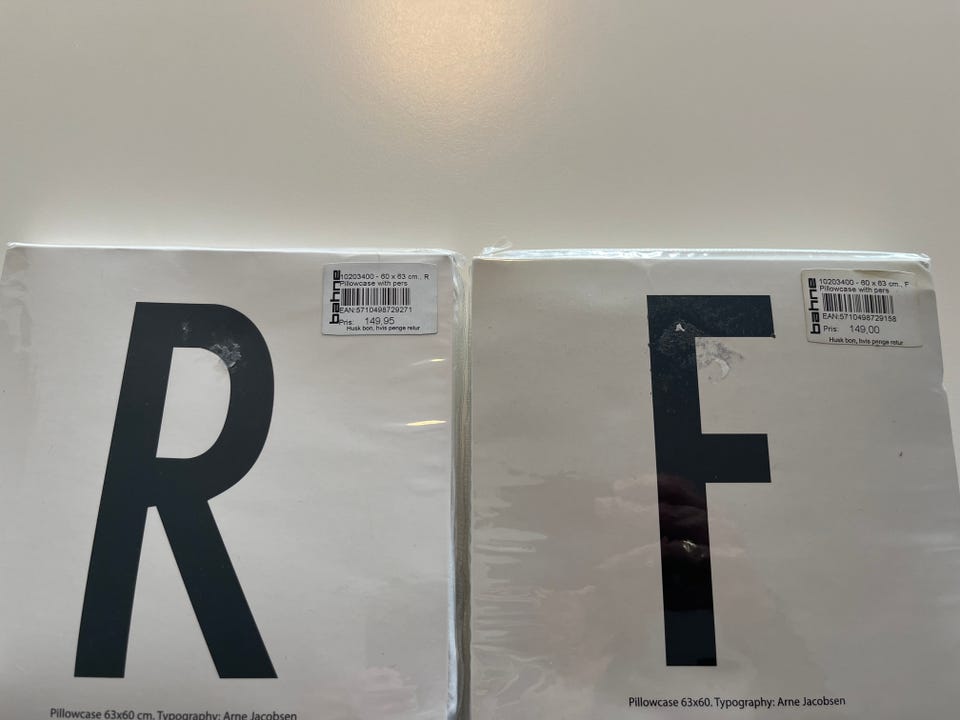 R
bahne
10203400 - 60 x 63 cm., R
Pillowcase with pers
EAN:5710498729271
Pris: 149,95
Husk bon, hvis penge retur
Pillowcase 63x60 cm. Typography: Arne Jacobsen
F
bahne
10203400 - 60 x 63 cm., F
Pillowcase with pers
EAN:5710498729158
Pris: 149,00
Husk bon, hvis penge retur
Pillowcase 63x60. Typography: Arne Jacobsen